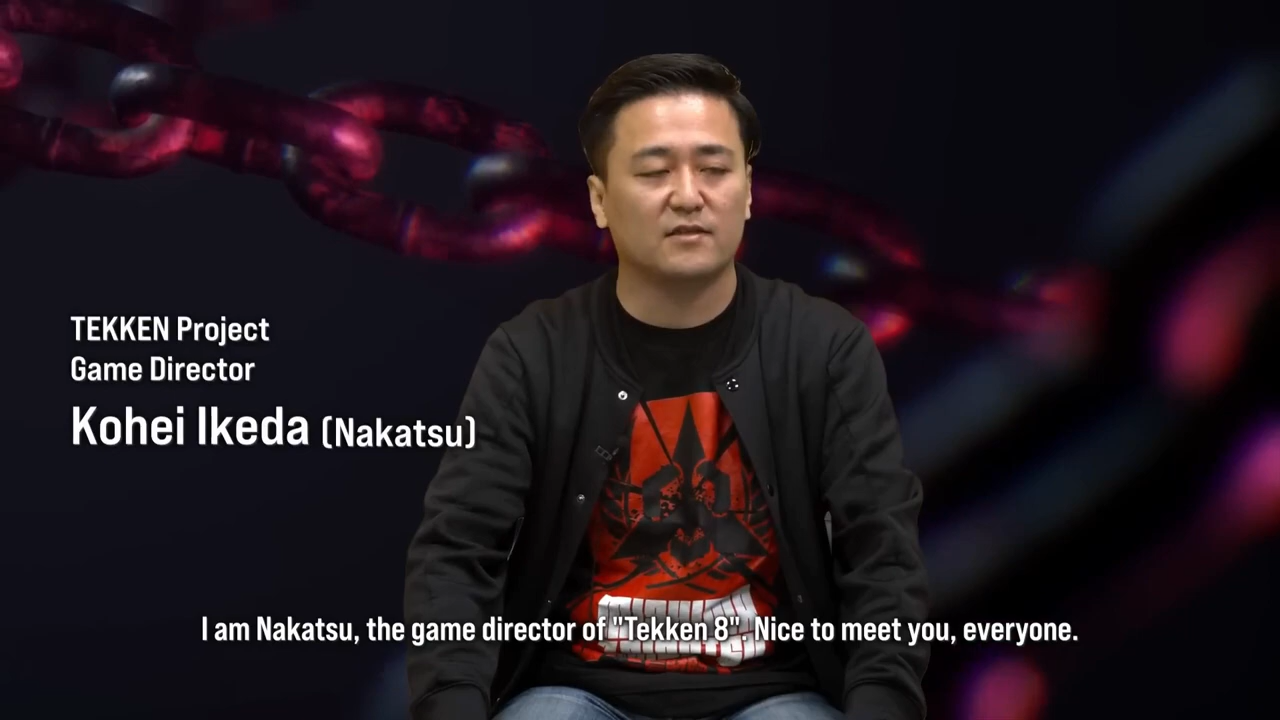 TEKKEN Project
Game Director
Kohei Ikeda (Nakatsu)
I am Nakatsu, the game director of "Tekken 8". Nice to meet you, everyone.